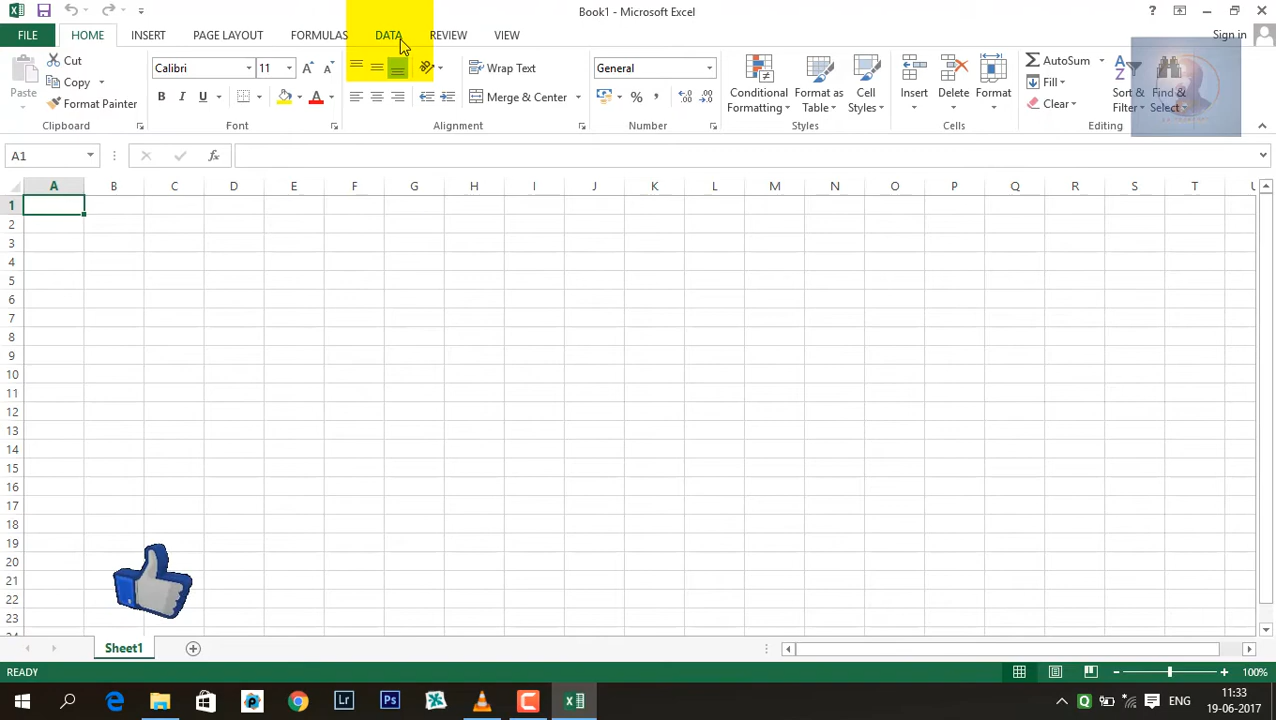 Book1 - Microsoft Excel
?
FILE HOME INSERT PAGE LAYOUT FORMULAS DATA REVIEW VIEW Sign in
Paste
Cut
Copy
Format Painter
Clipboard
Calibri 11
B I U
Font
Wrap Text
Merge & Center
Alignment
General
%
Number
Conditional
Formatting
Format as
Table
Cell
Styles
Styles
Insert
Delete
Format
Cells
AutoSum
Fill
Clear
Sort &
Filter
Find &
Select
Editing
A1 fx
A B C D E F G H I J K L M N O P Q R S T
1
2
3
4
5
6
7
8
9
10
11
12
13
14
15
16
17
18
19
20
21
22
23
Sheet1
READY 100%
Lr Ps ENG
11:33
19-06-2017